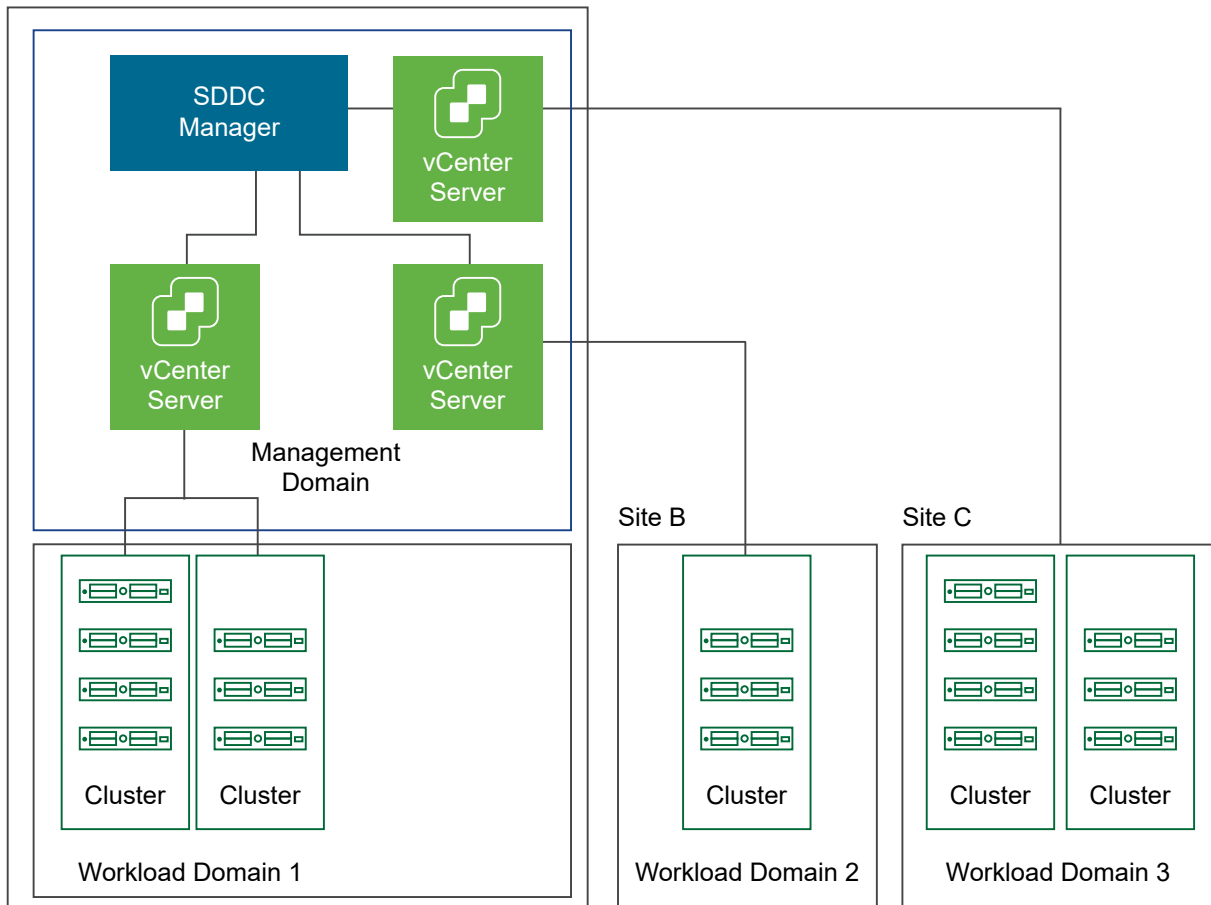 SDDC
Manager
vCenter
Server
vCenter
Server
vCenter
Server
Management
Domain
Site B
Site C
Cluster
Cluster
Cluster
Cluster
Cluster
Workload Domain 1
Workload Domain 2
Workload Domain 3